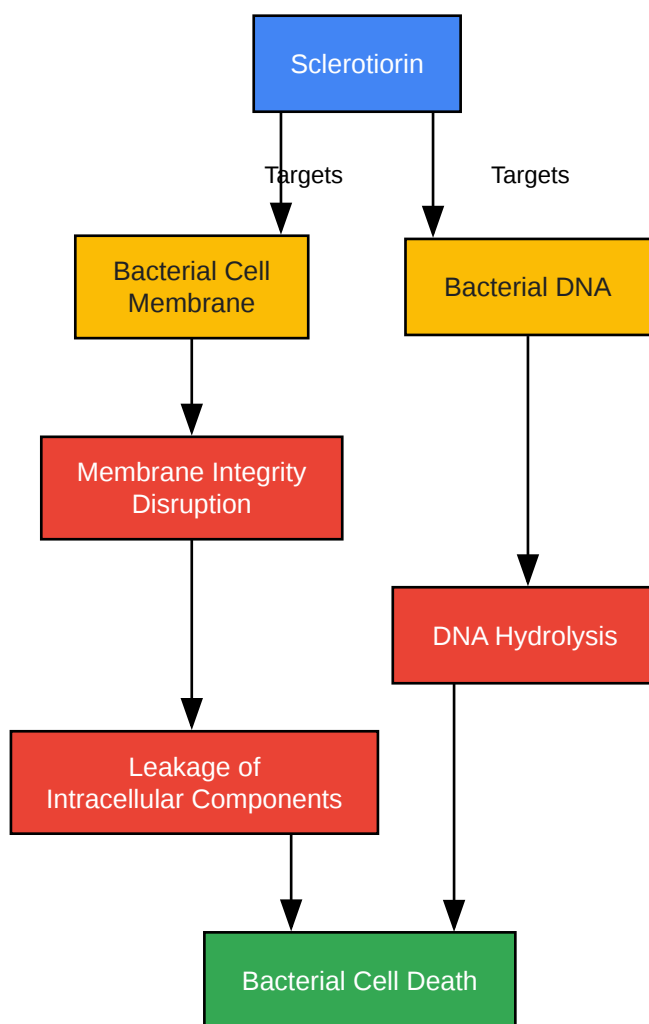 Sclerotiorin
Targets
Targets
Bacterial Cell
Membrane
Bacterial DNA
Membrane Integrity
Disruption
DNA Hydrolysis
Leakage of
Intracellular Components
Bacterial Cell Death